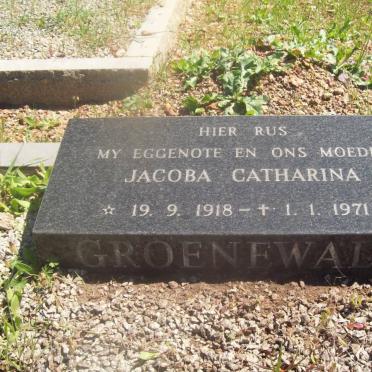 HIER RUS
MY EGGENOTE EN ONS MOEDE
JACOBA CATHARINA
☆ 19. 9. 1918 – ✝ 1. 1. 1971
GROENEWAL